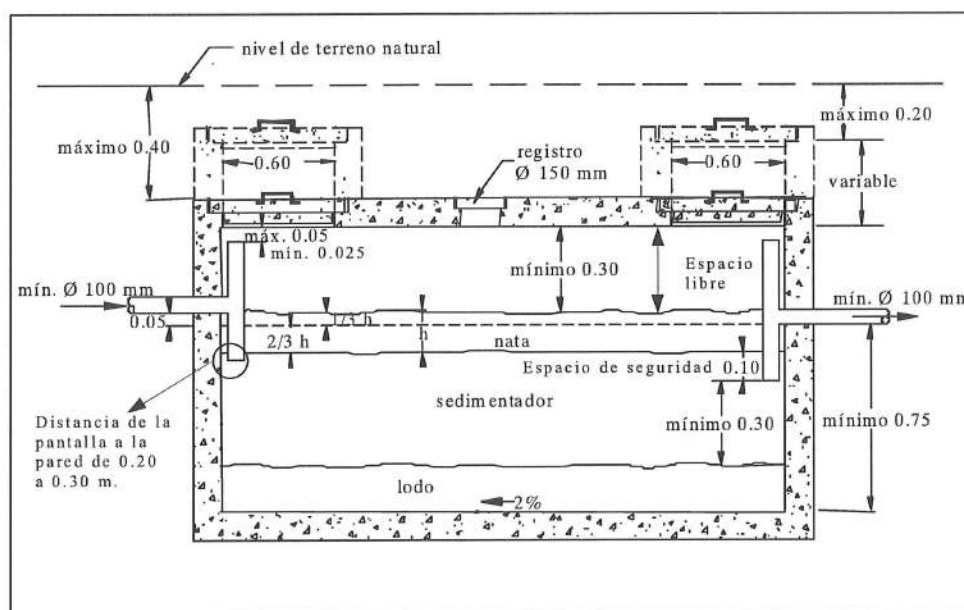 nivel de terreno natural
máximo 0.40
máximo 0.20
0.60
registro
Ø 150 mm
0.60
variable
máx. 0.05
mín. 0.025
mínimo 0.30
Espacio
libre
mín. Ø 100 mm
mín. Ø 100 mm
0.05
1/3 h
2/3 h
h
nata
Espacio de seguridad 0.10
sedimentador
mínimo 0.30
mínimo 0.75
Distancia de la
pantalla a la
pared de 0.20
a 0.30 m.
lodo
2%